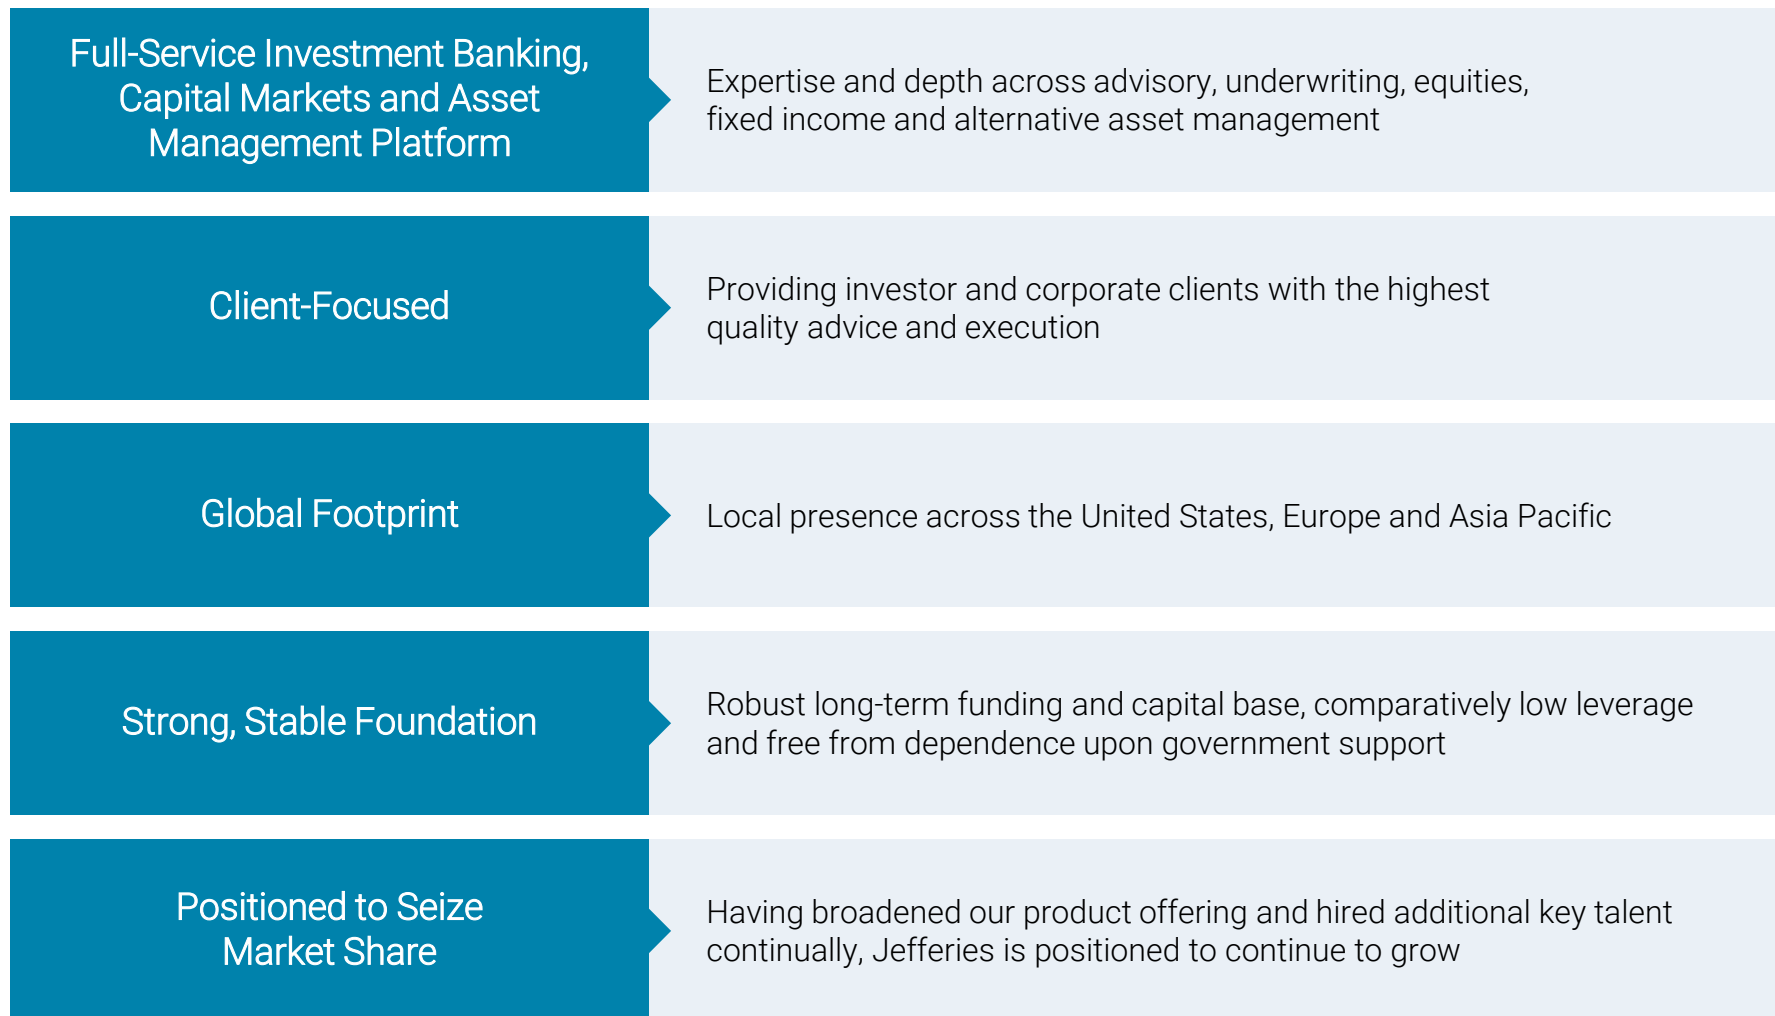 Full-Service Investment Banking,
Capital Markets and Asset
Management Platform
Expertise and depth across advisory, underwriting, equities,
fixed income and alternative asset management
Client-Focused
Providing investor and corporate clients with the highest
quality advice and execution
Global Footprint
Local presence across the United States, Europe and Asia Pacific
Strong, Stable Foundation
Robust long-term funding and capital base, comparatively low leverage
and free from dependence upon government support
Positioned to Seize
Market Share
Having broadened our product offering and hired additional key talent
continually, Jefferies is positioned to continue to grow